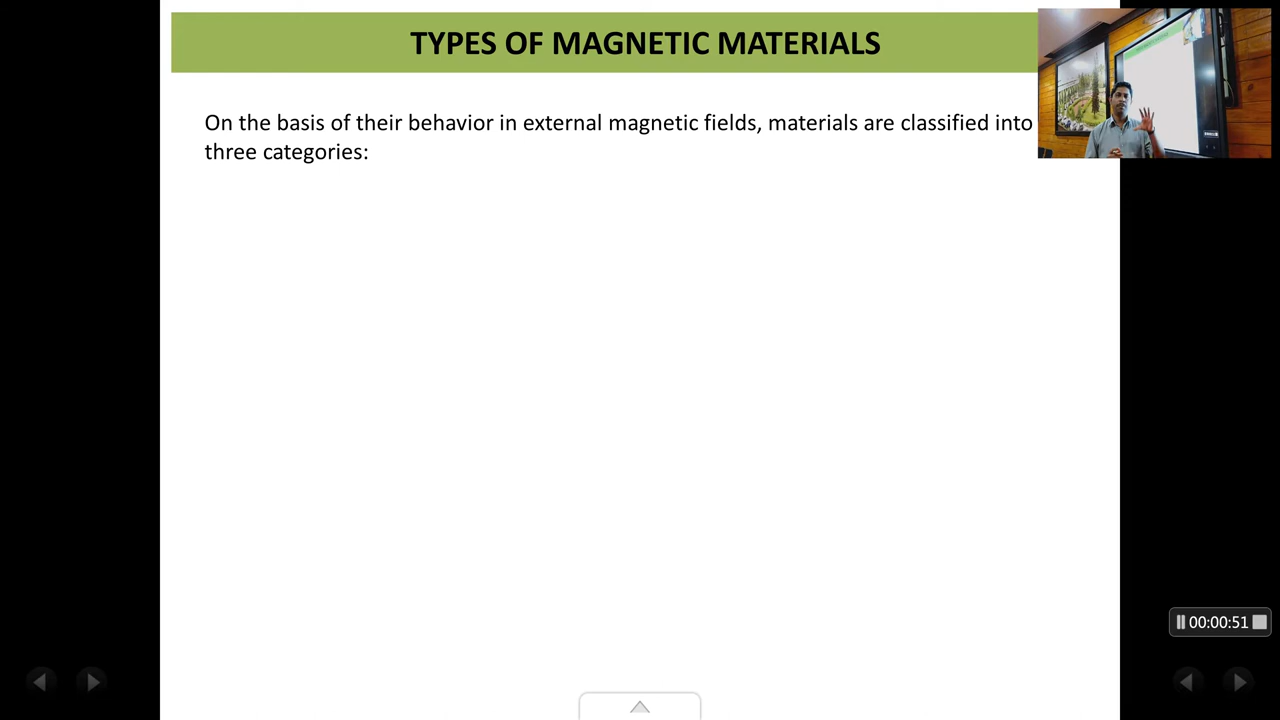 TYPES OF MAGNETIC MATERIALS
On the basis of their behavior in external magnetic fields, materials are classified into
three categories:
00:00:51